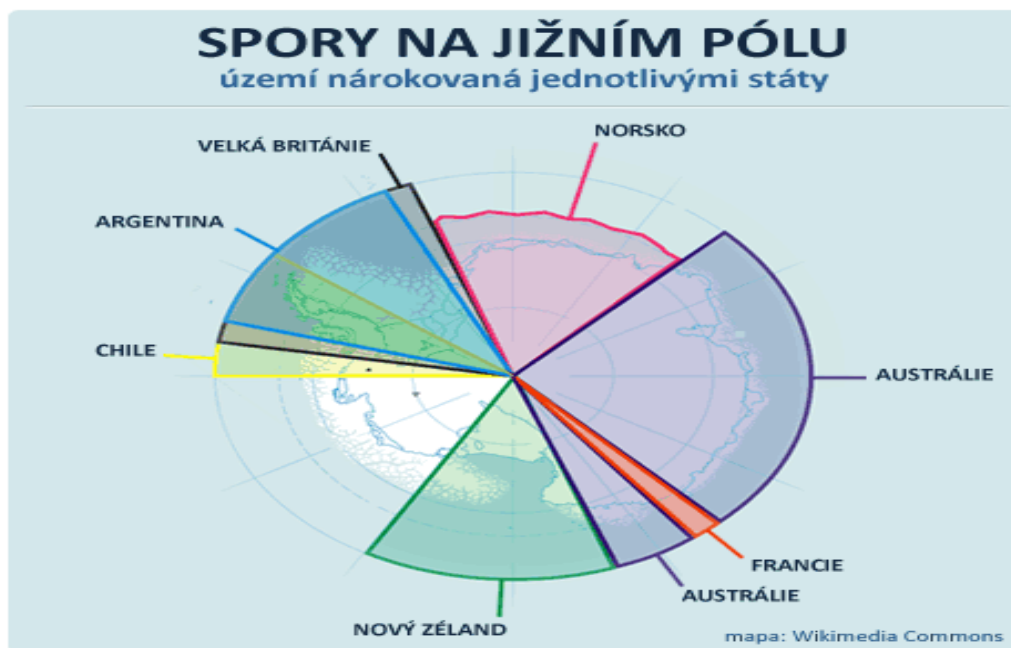 SPORY NA JIŽNÍM PÓLU
území nárokovaná jednotlivými státy
NORSKO
VELKÁ BRITÁNIE
ARGENTINA
CHILE
AUSTRÁLIE
FRANCIE
AUSTRÁLIE
NOVÝ ZÉLAND
mapa: Wikimedia Commons